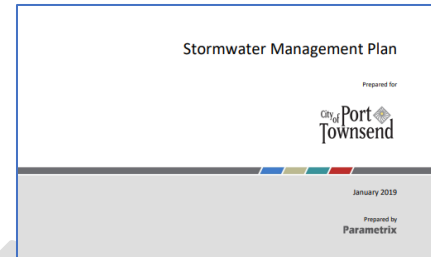 Stormwater Management Plan
Prepared for
City of Port
Townsend
January 2019
Prepared by
Parametrix